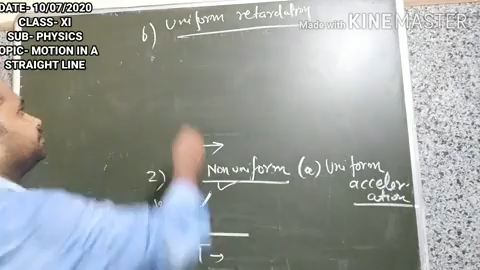 DATE- 10/07/2020
CLASS- XI
SUB- PHYSICS
OPIC- MOTION IN A
STRAIGHT LINE
Made with KINEMASTER
b) Uniform retardation
2) Non uniform (a) Uniform
acceler-
ation